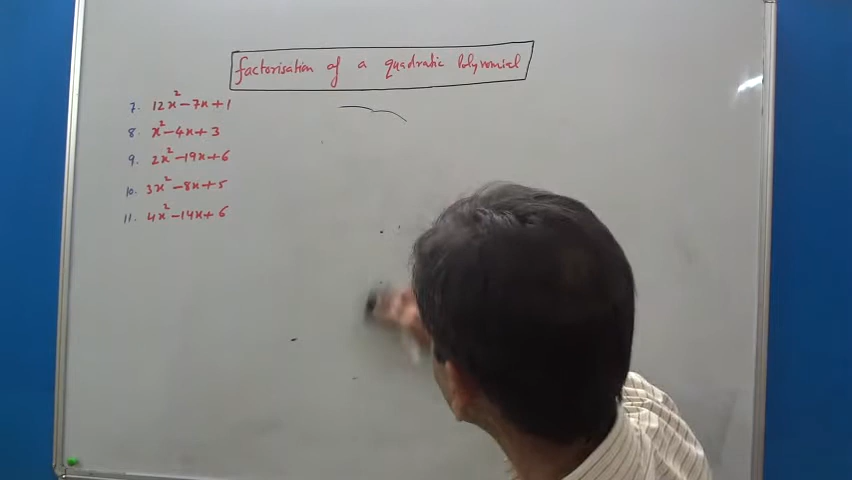 factorisation of a quadratic Polynomial
7. 12x² - 7x + 1
8. x² - 4x + 3
9. 2x² - 19x + 6
10. 3x² - 8x + 5
11. 4x² - 14x + 6